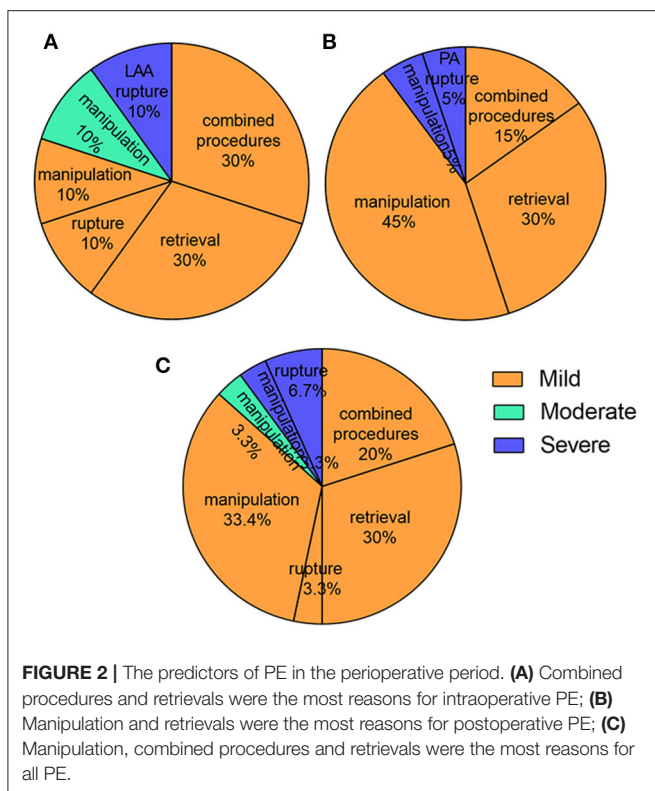 A
LAA
rupture
10%
combined
procedures
30%
manipulation
10%
manipulation
10%
rupture
10%
retrieval
30%
B
PA
rupture
5%
manipulation
5%
combined
procedures
15%
manipulation
45%
retrieval
30%
C
rupture
6.7%
manipulation
.3%
manipulation
3.3%
combined
procedures
20%
manipulation
33.4%
retrieval
30%
rupture
3.3%
Mild
Moderate
Severe
FIGURE 2 | The predictors of PE in the perioperative period. (A) Combined
procedures and retrievals were the most reasons for intraoperative PE; (B)
Manipulation and retrievals were the most reasons for postoperative PE; (C)
Manipulation, combined procedures and retrievals were the most reasons for
all PE.